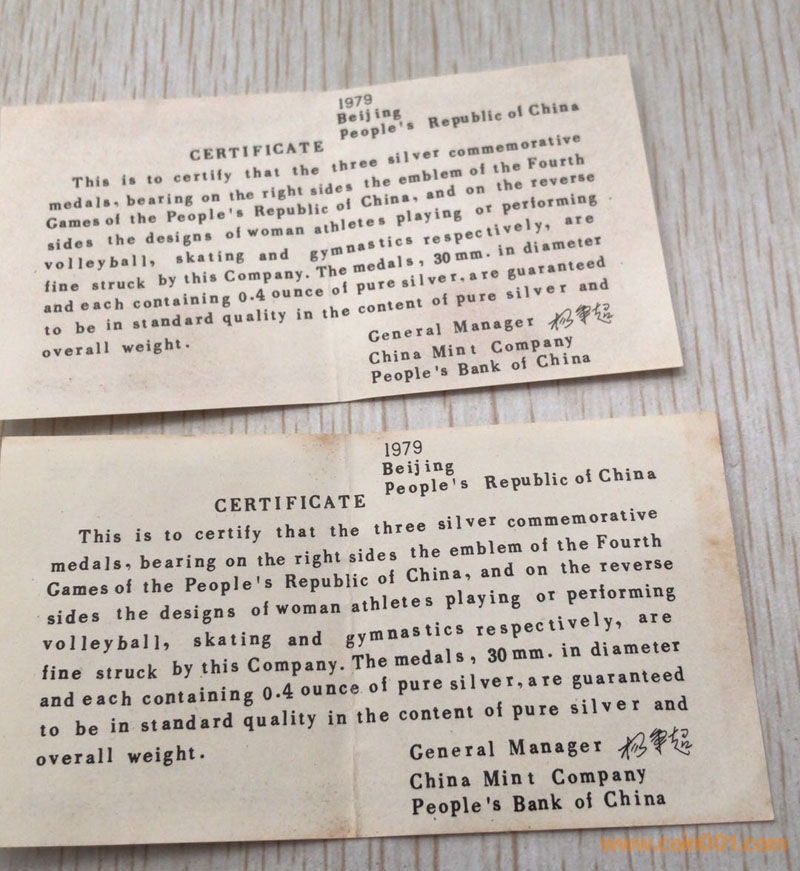 1979
Beijing
People's Republic of China
CERTIFICATE
This is to certify that the three silver commemorative
medals, bearing on the right sides the emblem of the Fourth
Games of the People's Republic of China, and on the reverse
sides the designs of woman athletes playing or performing
volleyball, skating and gymnastics respectively, are
fine struck by this Company. The medals, 30 mm. in diameter
and each containing 0.4 ounce of pure silver, are guaranteed
to be in standard quality in the content of pure silver and
overall weight.
General Manager
China Mint Company
People's Bank of China
1979
Beijing
People's Republic of China
CERTIFICATE
This is to certify that the three silver commemorative
medals, bearing on the right sides the emblem of the Fourth
Games of the People's Republic of China, and on the reverse
sides the designs of woman athletes playing or performing
volleyball, skating and gymnastics respectively, are
fine struck by this Company. The medals, 30 mm. in diameter
and each containing 0.4 ounce of pure silver, are guaranteed
to be in standard quality in the content of pure silver and
overall weight.
General Manager
China Mint Company
People's Bank of China
www.coin001.com